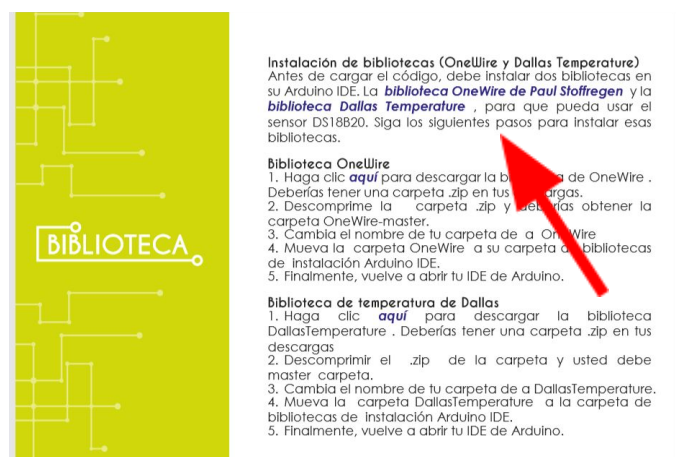 BIBLIOTECA
Instalación de bibliotecas (OneWire y Dallas Temperature)
Antes de cargar el código, debe instalar dos bibliotecas en
su Arduino IDE. La biblioteca OneWire de Paul Stoffregen y la
biblioteca Dallas Temperature , para que pueda usar el
sensor DS18B20. Siga los siguientes pasos para instalar esas
bibliotecas.
Biblioteca OneWire
1. Haga clic aquí para descargar la de OneWire .
Deberías tener una carpeta .zip en tus
2. Descomprime la carpeta .zip y obtener la
carpeta OneWire-master.
3. Cambia el nombre de tu carpeta de a
4. Mueva la carpeta OneWire a su carpeta bibliotecas
de instalación Arduino IDE.
5. Finalmente, vuelve a abrir tu IDE de Arduino.
Biblioteca de temperatura de Dallas
1. Haga clic aquí para descargar la biblioteca
DallasTemperature . Deberías tener una carpeta .zip en tus
descargas
2. Descomprimir el .zip de la carpeta y usted debe
master carpeta.
3. Cambia el nombre de tu carpeta de a DallasTemperature.
4. Mueva la carpeta DallasTemperature a la carpeta de
bibliotecas de instalación Arduino IDE.
5. Finalmente, vuelve a abrir tu IDE de Arduino.